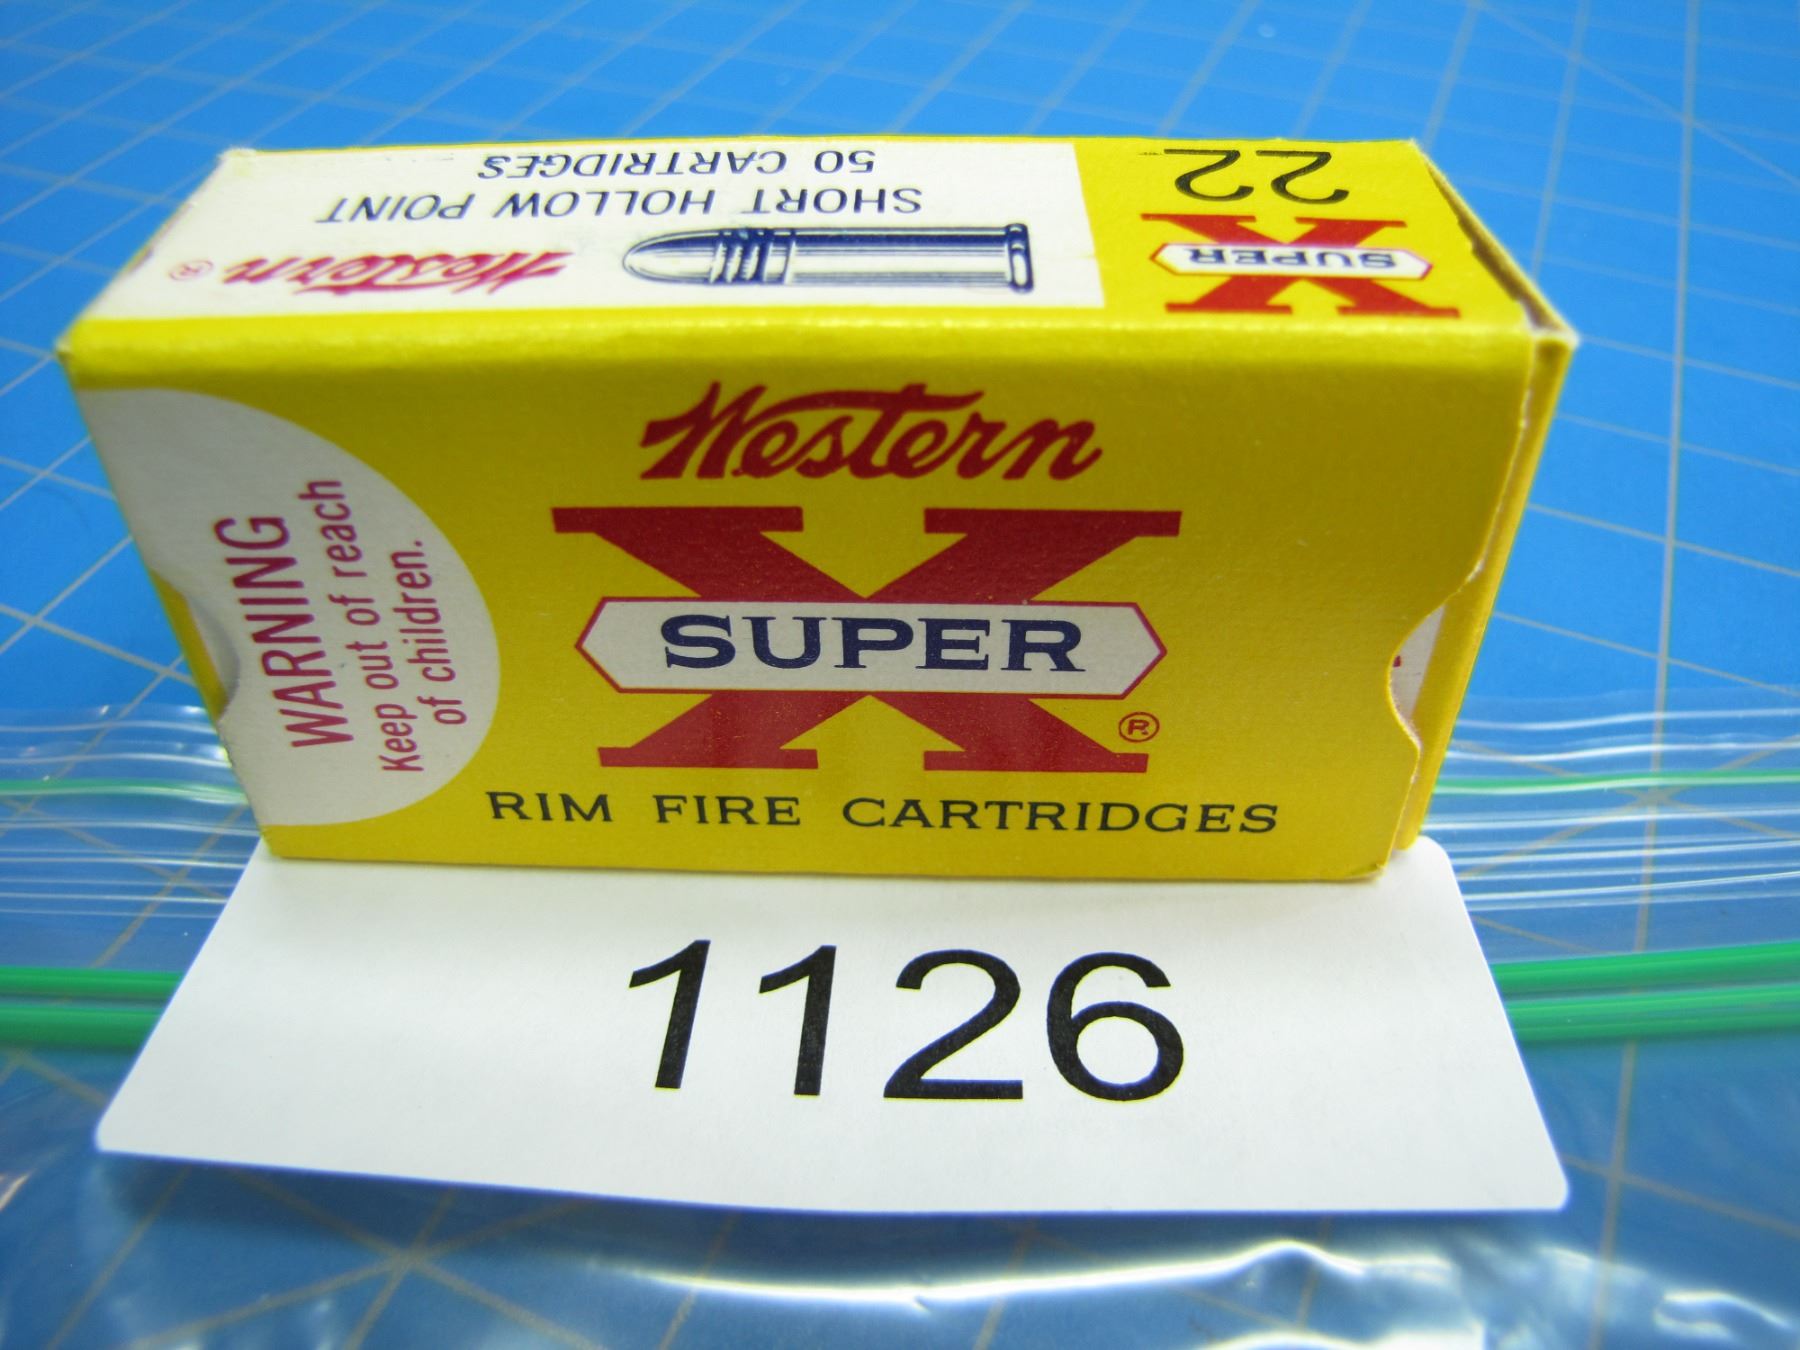 50 CARTRIDGES
SHORT HOLLOW POINT
Western ®
22
SUPER X
WARNING
Keep out of reach
of children.
Western
SUPER X ®
RIM FIRE CARTRIDGES
1126